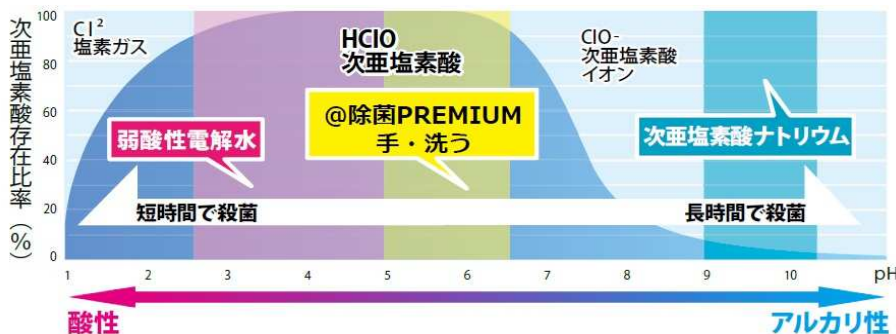 次亜塩素酸存在比率(%)
100
80
60
40
20
0
Cl²
塩素ガス
HClO
次亜塩素酸
ClO-
次亜塩素酸
イオン
弱酸性電解水
@除菌PREMIUM
手・洗う
次亜塩素酸ナトリウム
短時間で殺菌
長時間で殺菌
1 2 3 4 5 6 7 8 9 10 pH
酸性
アルカリ性